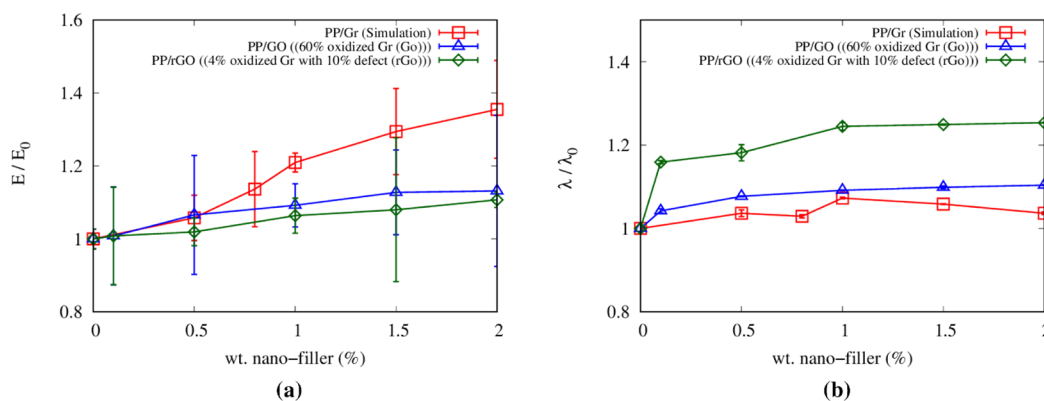 1.6
1.4
1.2
1
0.8
E / E0
PP/Gr (Simulation)
PP/GO ((60% oxidized Gr (Go)))
PP/rGO ((4% oxidized Gr with 10% defect (rGo)))
0 0.5 1 1.5 2
wt. nano−filler (%)
(a)
1.5
1.4
1.2
1
0.8
λ / λ0
PP/Gr (Simulation)
PP/GO ((60% oxidized Gr (Go)))
PP/rGO ((4% oxidized Gr with 10% defect (rGo)))
0 0.5 1 1.5 2
wt. nano−filler (%)
(b)